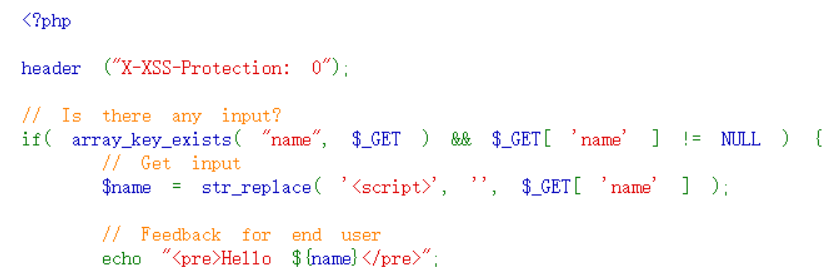 <?php
header ("X-XSS-Protection: 0");
// Is there any input?
if( array_key_exists( "name", $_GET ) && $_GET[ 'name' ] != NULL ) {
// Get input
$name = str_replace( '<script>', '', $_GET[ 'name' ] );
// Feedback for end user
echo "<pre>Hello ${name}</pre>";